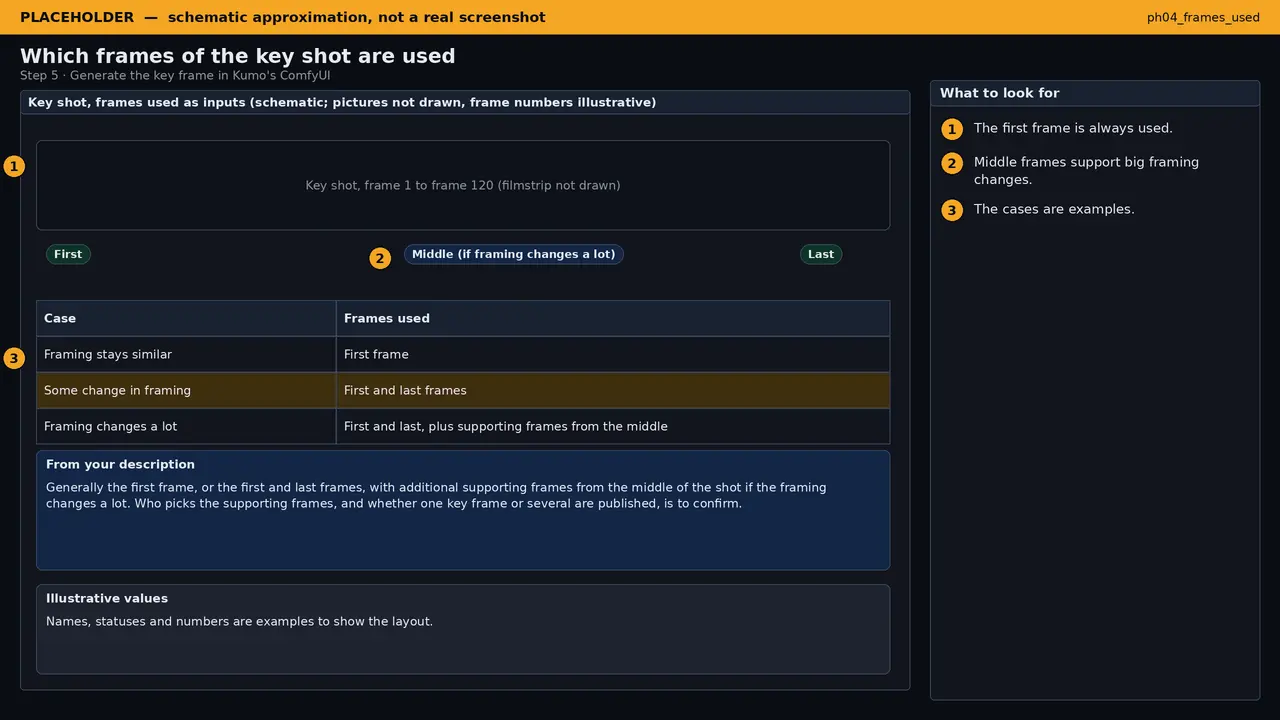 PLACEHOLDER — schematic approximation, not a real screenshot
ph04_frames_used
Which frames of the key shot are used
Step 5 · Generate the key frame in Kumo's ComfyUI
Key shot, frames used as inputs (schematic; pictures not drawn, frame numbers illustrative)
1
Key shot, frame 1 to frame 120 (filmstrip not drawn)
First
2
Middle (if framing changes a lot)
Last
Case
Frames used
3
Framing stays similar
First frame
Some change in framing
First and last frames
Framing changes a lot
First and last, plus supporting frames from the middle
From your description
Generally the first frame, or the first and last frames, with additional supporting frames from the middle of the shot if the framing
changes a lot. Who picks the supporting frames, and whether one key frame or several are published, is to confirm.
Illustrative values
Names, statuses and numbers are examples to show the layout.
What to look for
1
The first frame is always used.
2
Middle frames support big framing
changes.
3
The cases are examples.